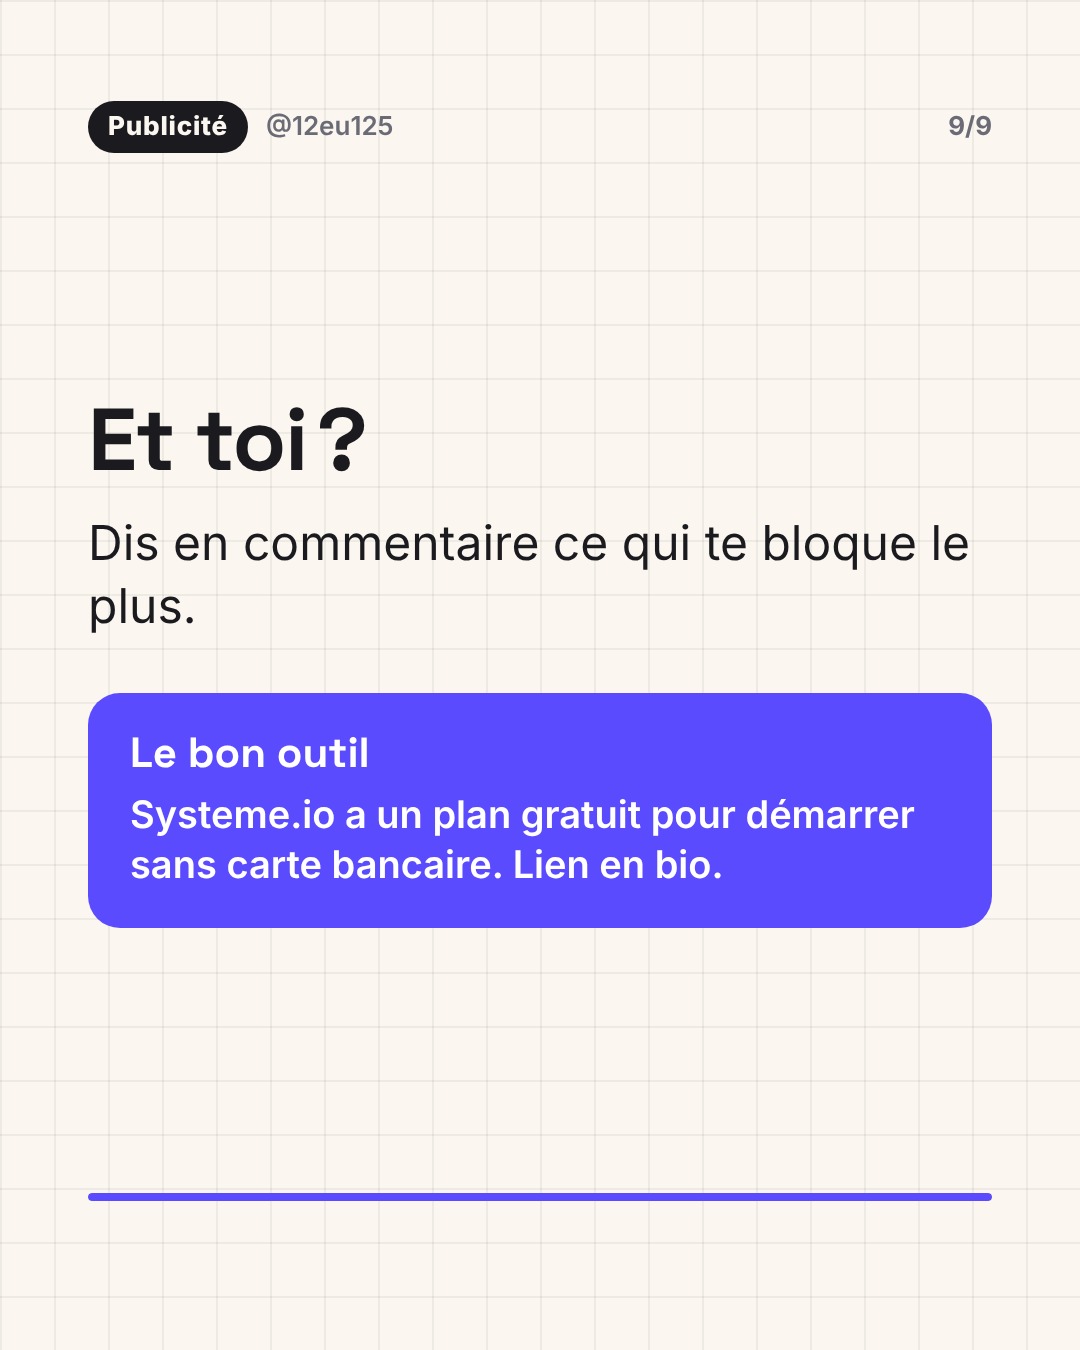 Publicité @12eu125 9/9
Et toi ?
Dis en commentaire ce qui te bloque le
plus.
Le bon outil
Systeme.io a un plan gratuit pour démarrer
sans carte bancaire. Lien en bio.